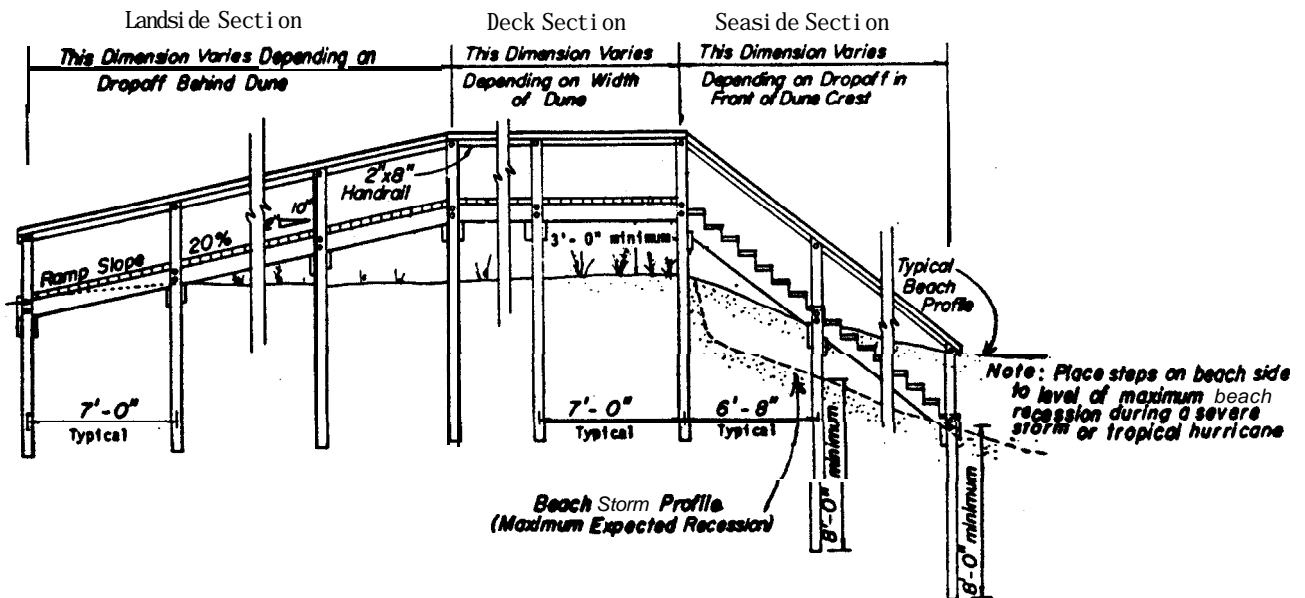 Landside Section
Deck Section
Seaside Section
This Dimension Varies Depending on
Dropoff Behind Dune
This Dimension Varies
Depending on Width
of Dune
This Dimension Varies
Depending on Dropoff in
Front of Dune Crest
2"x8"
Handrail
10"
20%
Ramp Slope
3'-0" minimum
Typical
Beach
Profile
Note: Place steps on beach side
to level of maximum beach
recession during a severe
storm or tropical hurricane
7'-0"
Typical
7'-0"
Typical
6'-8"
Typical
Beach Storm Profile
(Maximum Expected Recession)
8'-0" minimum
8'-0" minimum